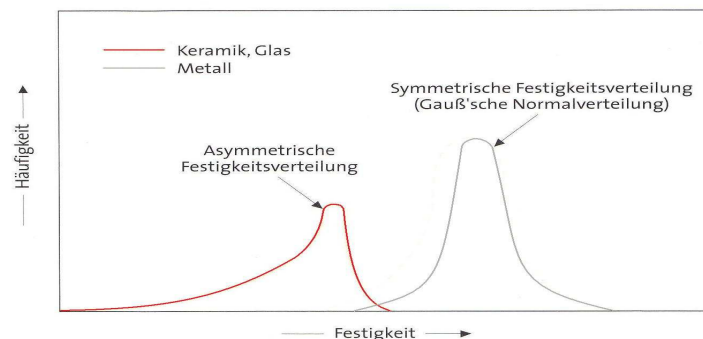 Keramik, Glas
Metall
Symmetrische Festigkeitsverteilung
(Gauß'sche Normalverteilung)
Asymmetrische
Festigkeitsverteilung
Häufigkeit
Festigkeit